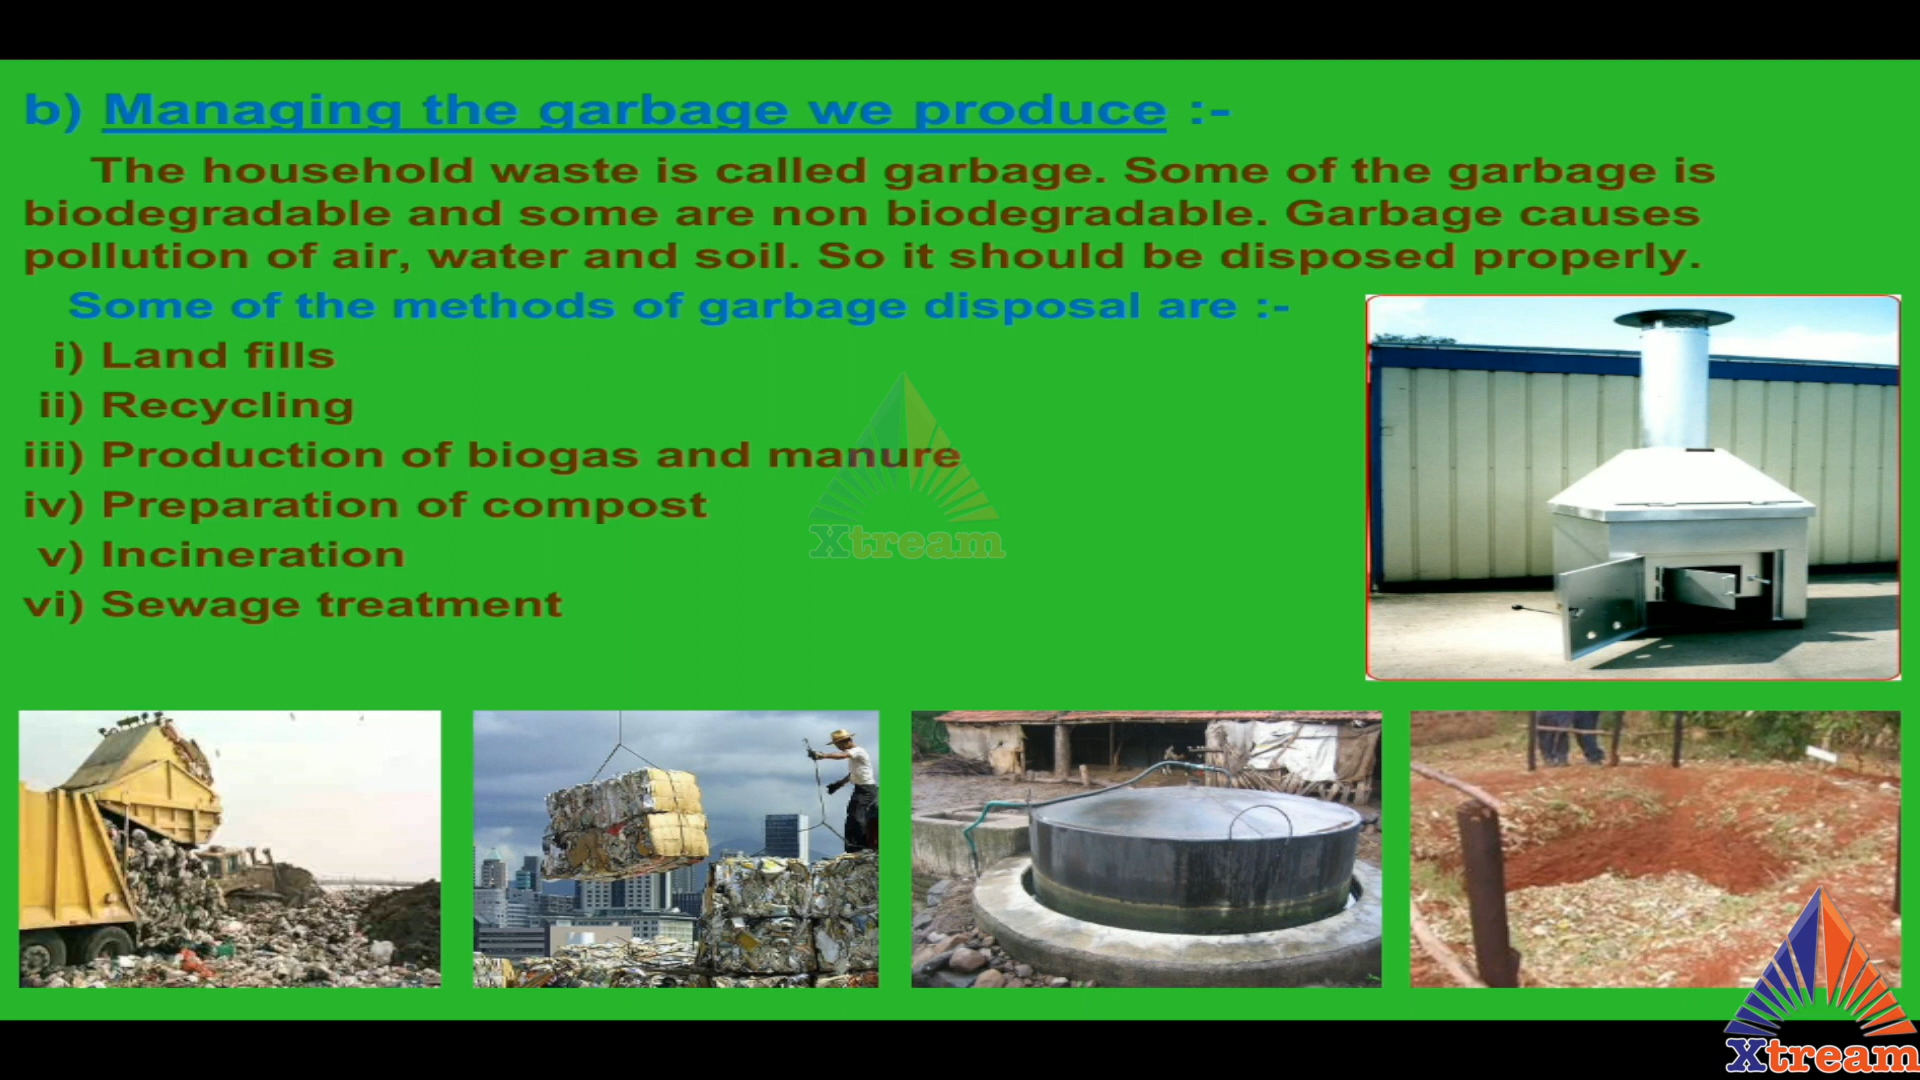 b) Managing the garbage we produce :-
The household waste is called garbage. Some of the garbage is
biodegradable and some are non biodegradable. Garbage causes
pollution of air, water and soil. So it should be disposed properly.
Some of the methods of garbage disposal are :-
i) Land fills
ii) Recycling
iii) Production of biogas and manure
iv) Preparation of compost
v) Incineration
vi) Sewage treatment
Xtream
Xtream